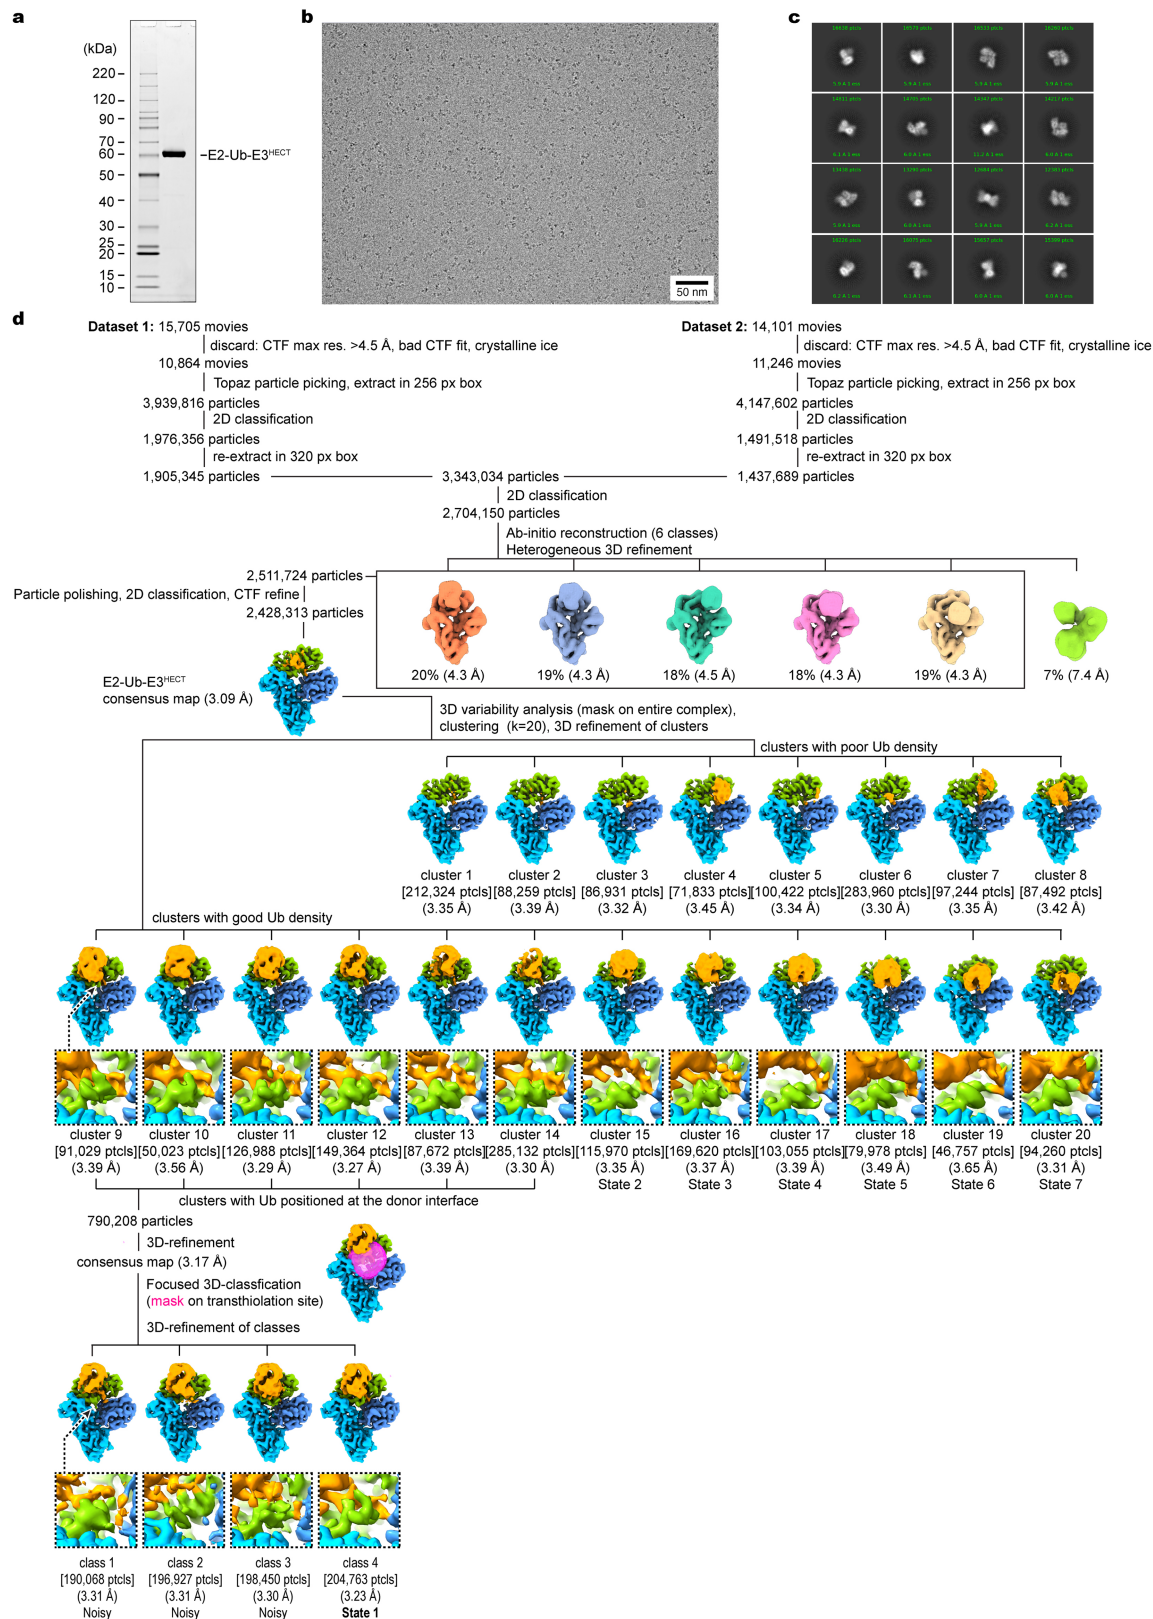 a
(kDa)
220
120
90
70
60
50
40
30
25
20
15
10
E2-Ub-E3HECT
b
50 nm
c
d
Dataset 1: 15,705 movies
discard: CTF max res. >4.5 Å, bad CTF fit, crystalline ice
10,864 movies
Topaz particle picking, extract in 256 px box
3,939,816 particles
2D classification
1,976,356 particles
re-extract in 320 px box
1,905,345 particles
Dataset 2: 14,101 movies
discard: CTF max res. >4.5 Å, bad CTF fit, crystalline ice
11,246 movies
Topaz particle picking, extract in 256 px box
4,147,602 particles
2D classification
1,491,518 particles
re-extract in 320 px box
1,437,689 particles
3,343,034 particles
2D classification
2,704,150 particles
Ab-initio reconstruction (6 classes)
Heterogeneous 3D refinement
2,511,724 particles
Particle polishing, 2D classification, CTF refine
2,428,313 particles
20% (4.3 Å)
19% (4.3 Å)
18% (4.5 Å)
18% (4.3 Å)
19% (4.3 Å)
7% (7.4 Å)
E2-Ub-E3HECT
consensus map (3.09 Å)
3D variability analysis (mask on entire complex),
clustering (k=20), 3D refinement of clusters
clusters with poor Ub density
cluster 1
[212,324 ptcls]
(3.35 Å)
cluster 2
[88,259 ptcls]
(3.39 Å)
cluster 3
[86,931 ptcls]
(3.32 Å)
cluster 4
[71,833 ptcls]
(3.45 Å)
cluster 5
[100,422 ptcls]
(3.34 Å)
cluster 6
[283,960 ptcls]
(3.30 Å)
cluster 7
[97,244 ptcls]
(3.35 Å)
cluster 8
[87,492 ptcls]
(3.42 Å)
clusters with good Ub density
cluster 9
[91,029 ptcls]
(3.39 Å)
cluster 10
[50,023 ptcls]
(3.56 Å)
cluster 11
[126,988 ptcls]
(3.29 Å)
cluster 12
[149,364 ptcls]
(3.27 Å)
cluster 13
[87,672 ptcls]
(3.39 Å)
cluster 14
[285,132 ptcls]
(3.30 Å)
cluster 15
[115,970 ptcls]
(3.35 Å)
State 2
cluster 16
[169,620 ptcls]
(3.37 Å)
State 3
cluster 17
[103,055 ptcls]
(3.39 Å)
State 4
cluster 18
[79,978 ptcls]
(3.49 Å)
State 5
cluster 19
[46,757 ptcls]
(3.65 Å)
State 6
cluster 20
[94,260 ptcls]
(3.31 Å)
State 7
clusters with Ub positioned at the donor interface
790,208 particles
3D-refinement
consensus map (3.17 Å)
Focused 3D-classfication
(mask on transthiolation site)
3D-refinement of classes
class 1
[190,068 ptcls]
(3.31 Å)
Noisy
class 2
[196,927 ptcls]
(3.31 Å)
Noisy
class 3
[198,450 ptcls]
(3.30 Å)
Noisy
class 4
[204,763 ptcls]
(3.23 Å)
State 1